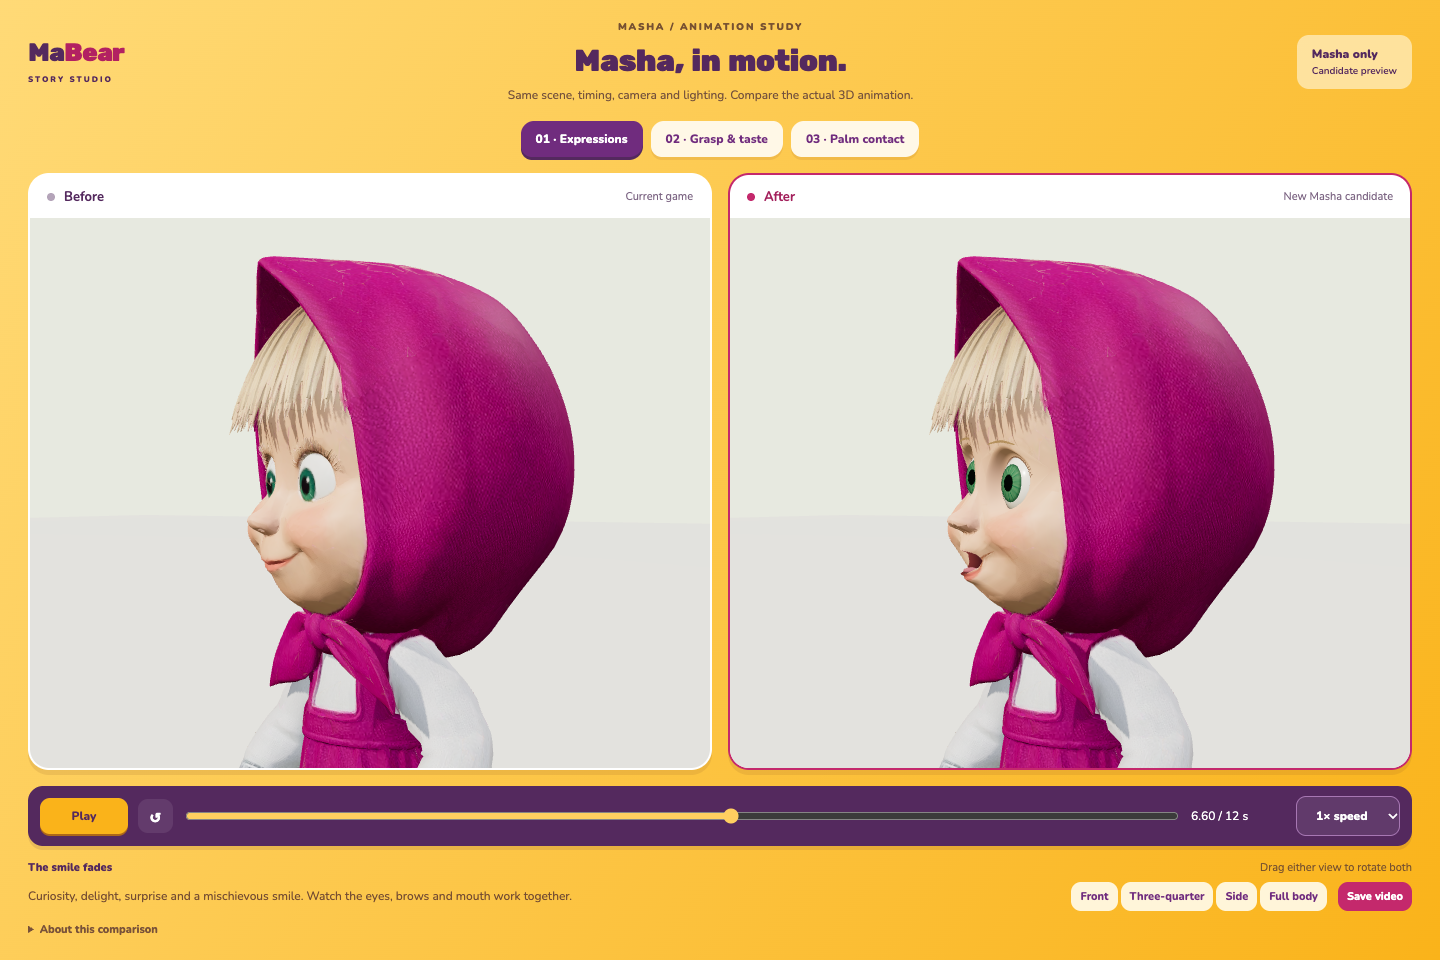 MaBear
STORY STUDIO
MASHA / ANIMATION STUDY
Masha, in motion.
Same scene, timing, camera and lighting. Compare the actual 3D animation.
Masha only
Candidate preview
01 · Expressions
02 · Grasp & taste
03 · Palm contact
Before
Current game
After
New Masha candidate
Play
6.60 / 12 s
1× speed
The smile fades
Drag either view to rotate both
Curiosity, delight, surprise and a mischievous smile. Watch the eyes, brows and mouth work together.
Front
Three-quarter
Side
Full body
Save video
About this comparison